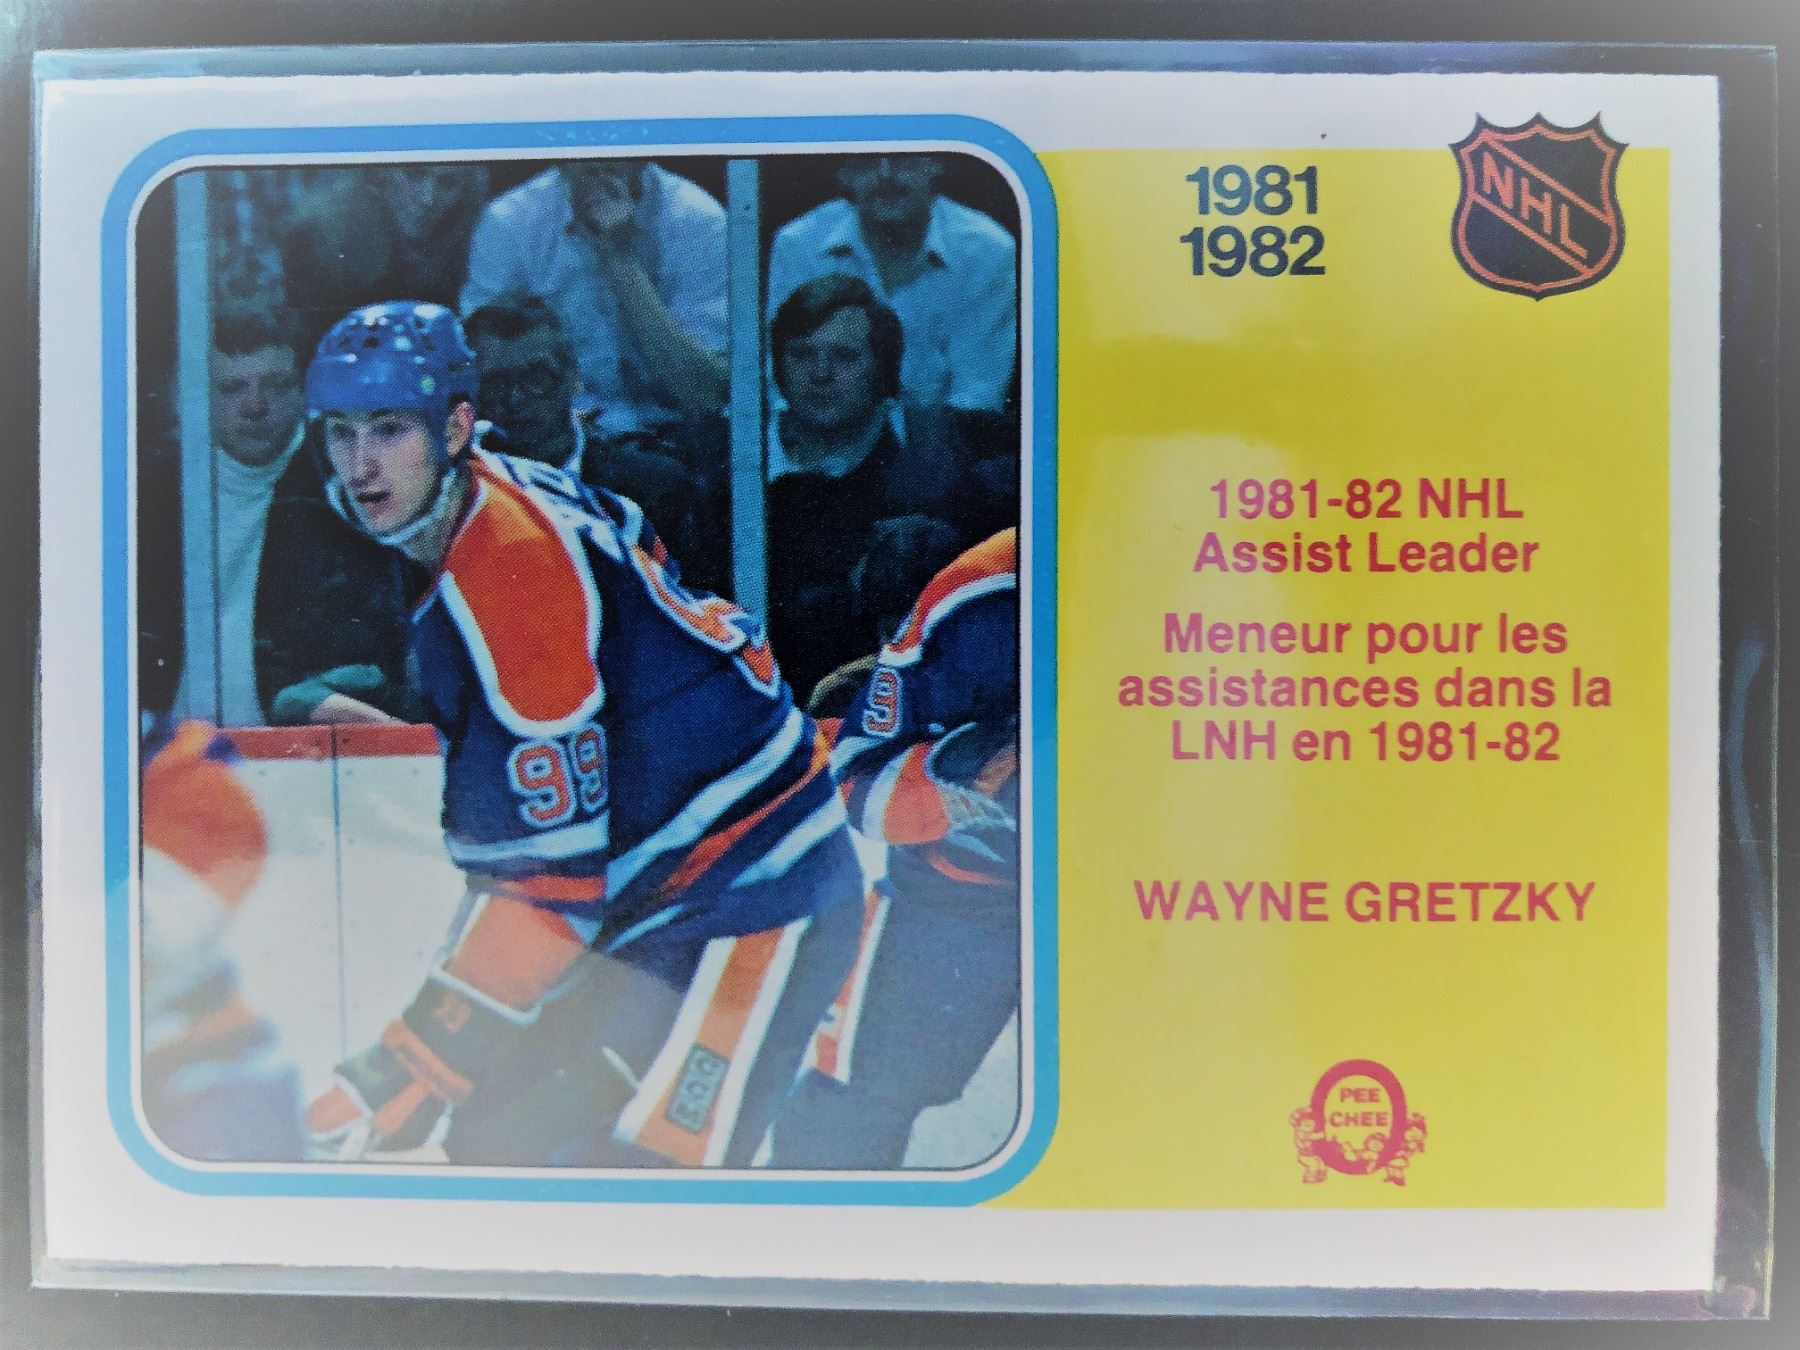 1981
1982
NHL
1981-82 NHL
Assist Leader
Meneur pour les
assistances dans la
LNH en 1981-82
WAYNE GRETZKY
PEE
CHEE
99
9